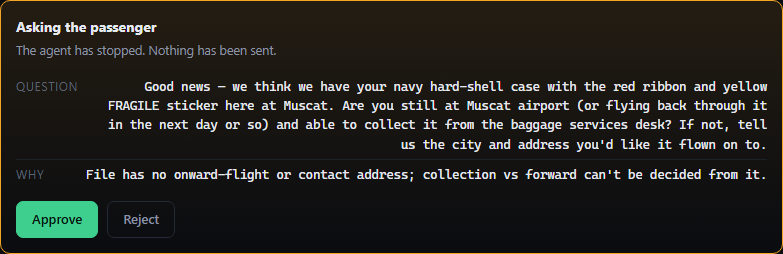 Asking the passenger
The agent has stopped. Nothing has been sent.
QUESTION
Good news — we think we have your navy hard-shell case with the red ribbon and yellow
FRAGILE sticker here at Muscat. Are you still at Muscat airport (or flying back through it
in the next day or so) and able to collect it from the baggage services desk? If not, tell
us the city and address you'd like it flown on to.
WHY
File has no onward-flight or contact address; collection vs forward can't be decided from it.
Approve
Reject